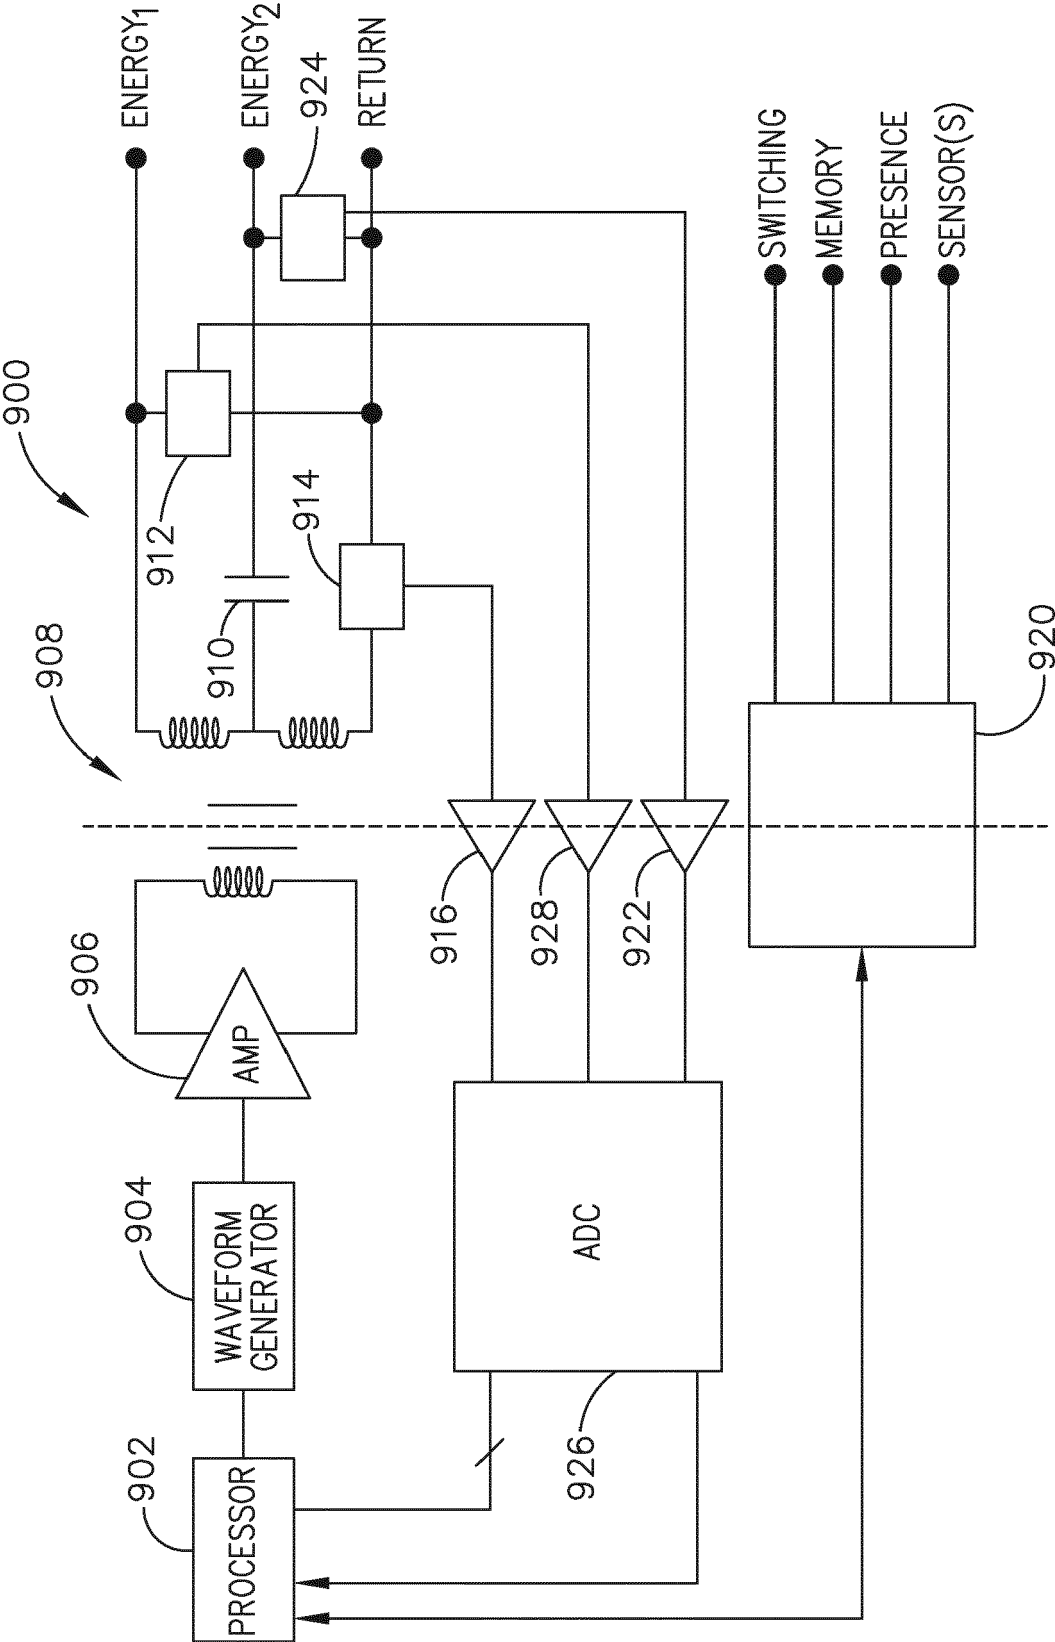 900
902
PROCESSOR
904
WAVEFORM
GENERATOR
906
AMP
908
ENERGY1
912
910
ENERGY2
924
914
RETURN
916
928
922
926
ADC
SWITCHING
MEMORY
PRESENCE
SENSOR(S)
920